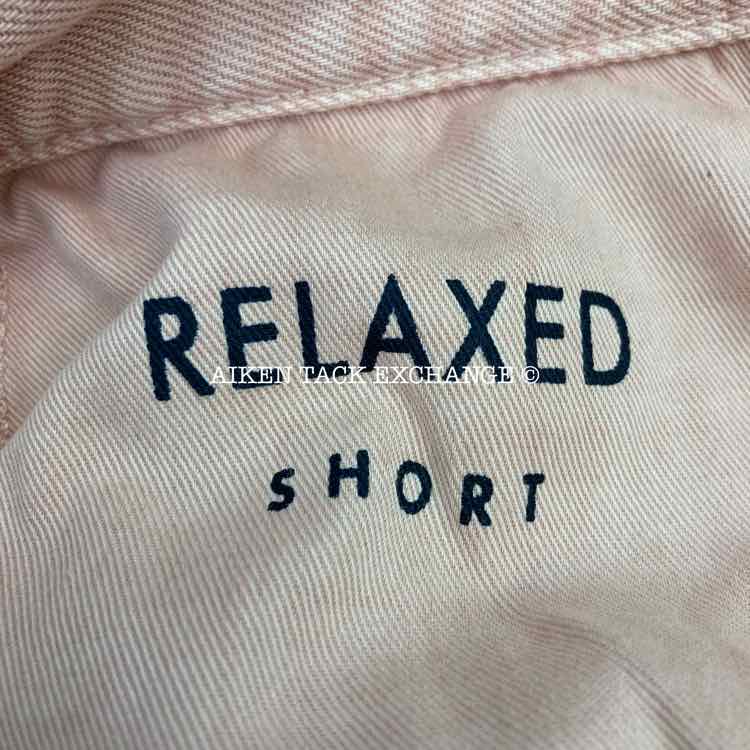 RELAXED
AIKEN TACK EXCHANGE ©
SHORT